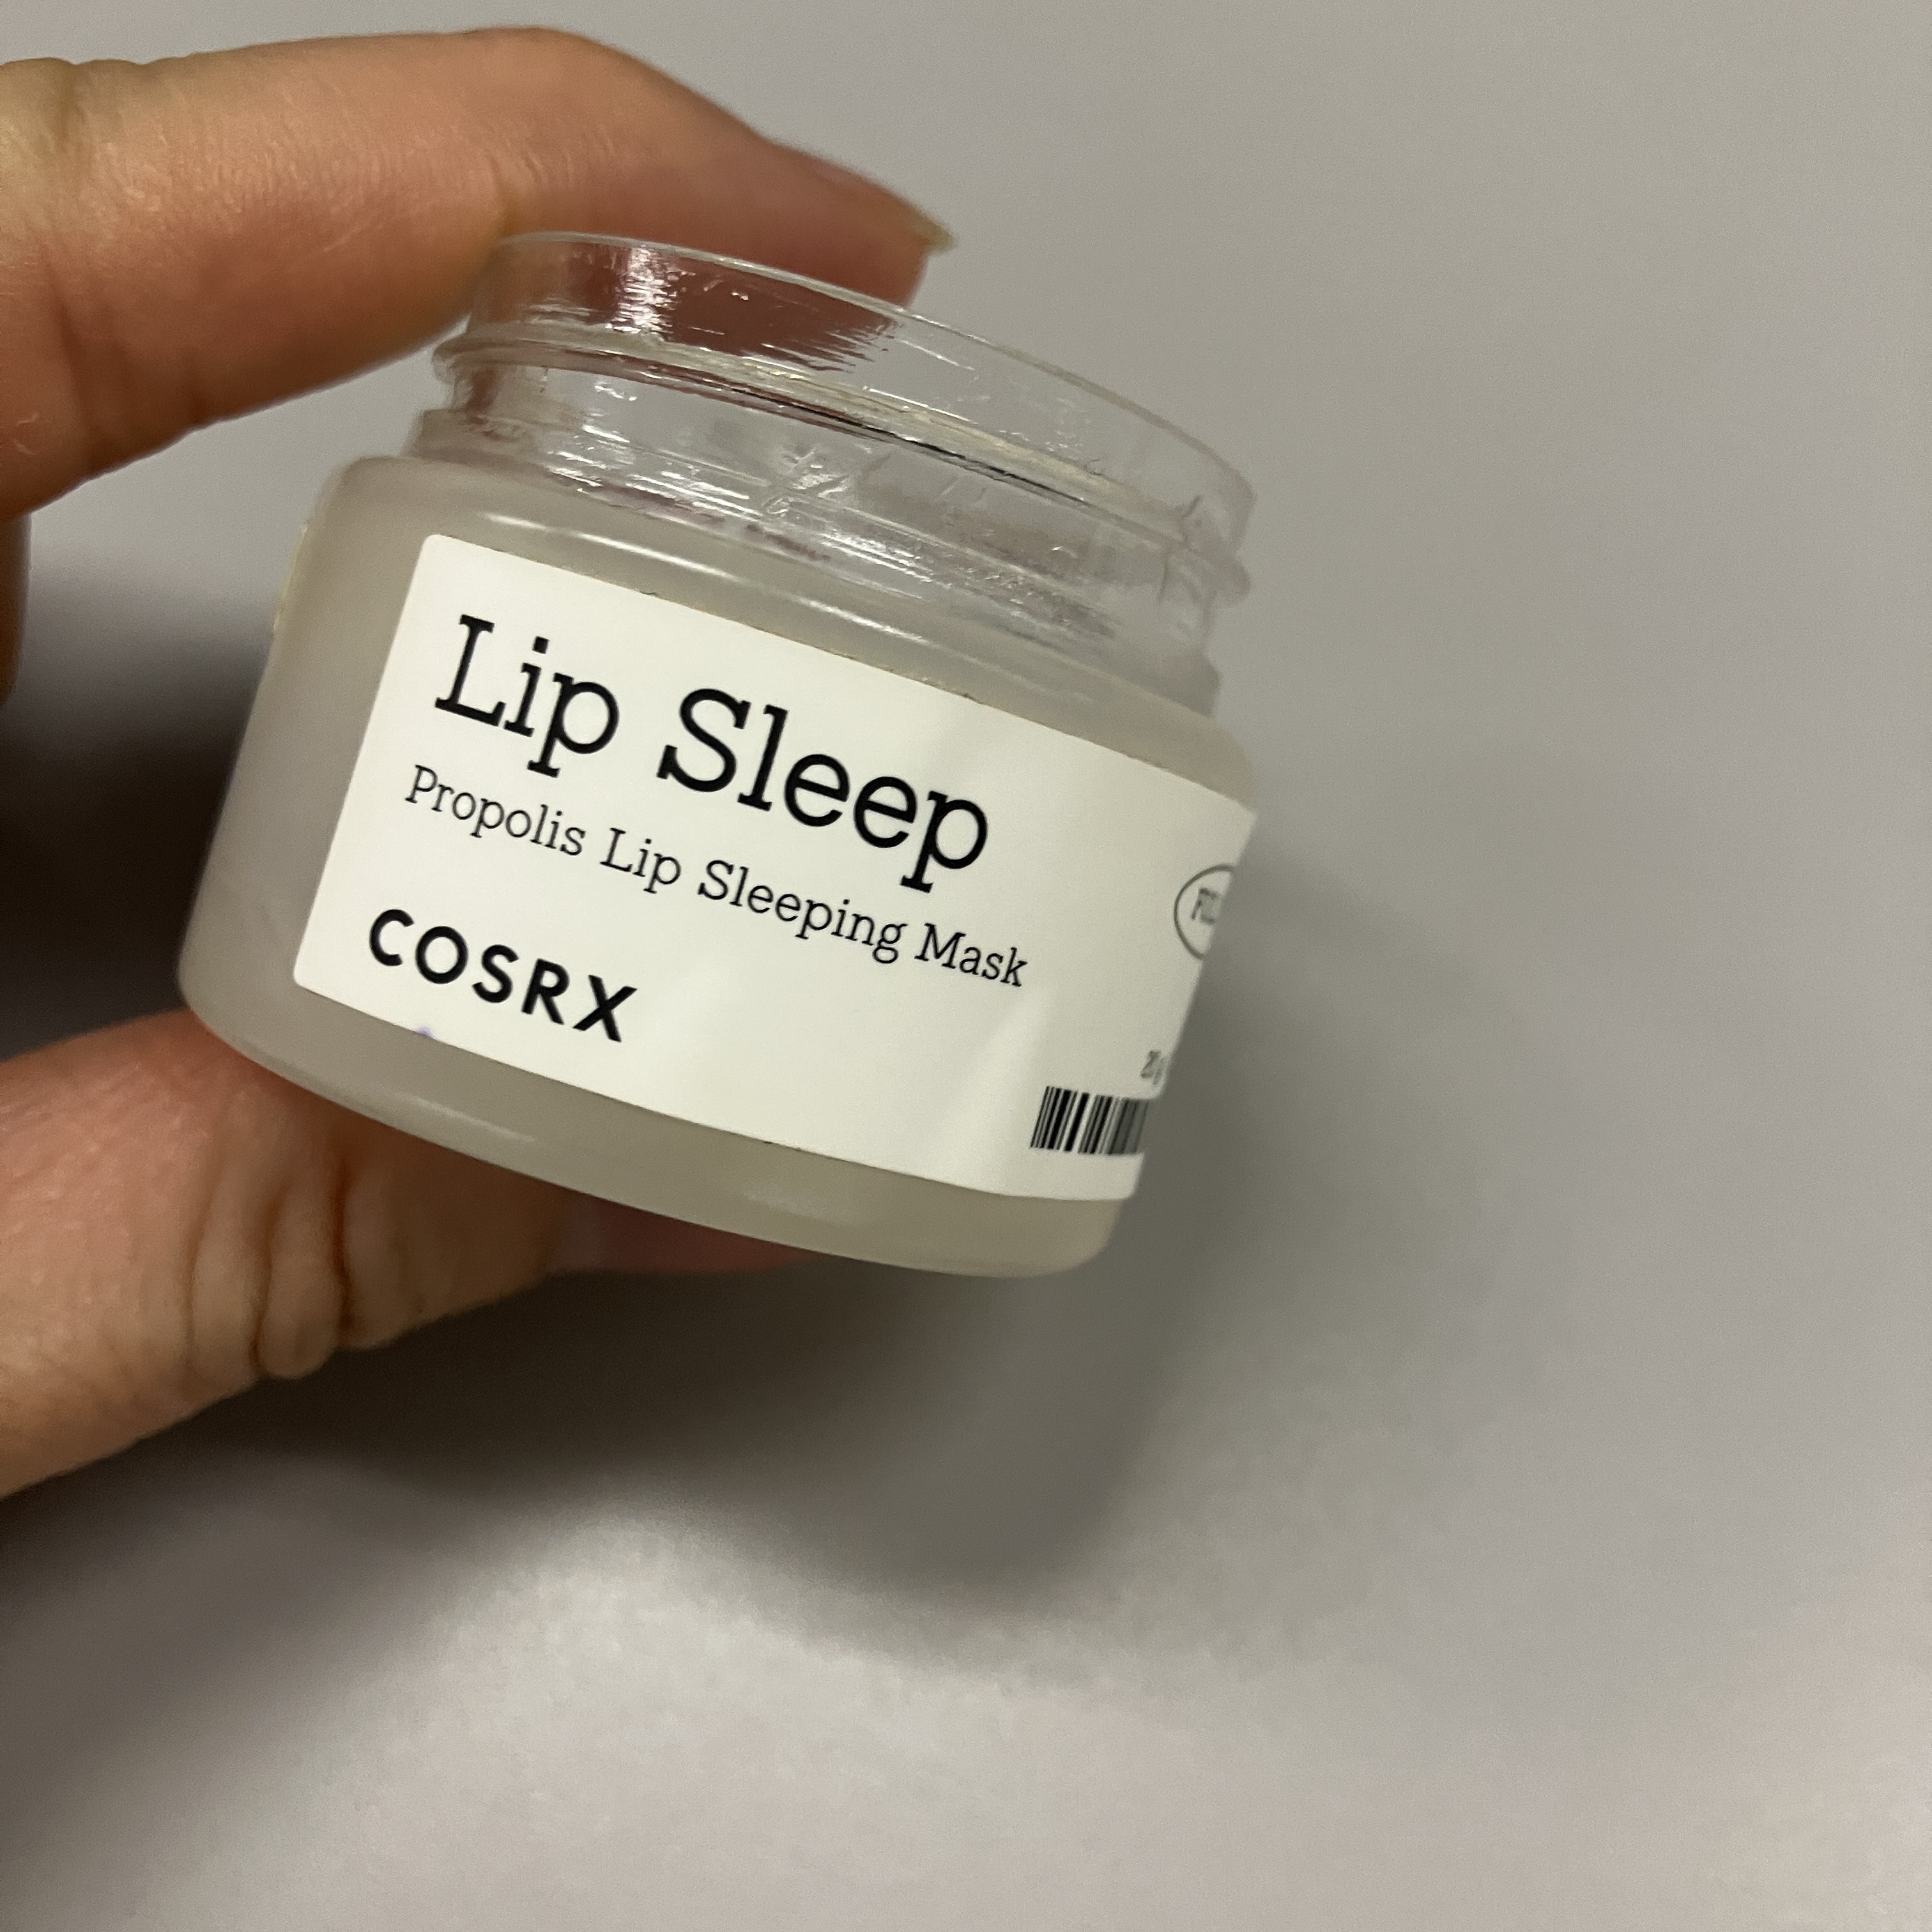 Lip Sleep
Propolis Lip Sleeping Mask
COSRX